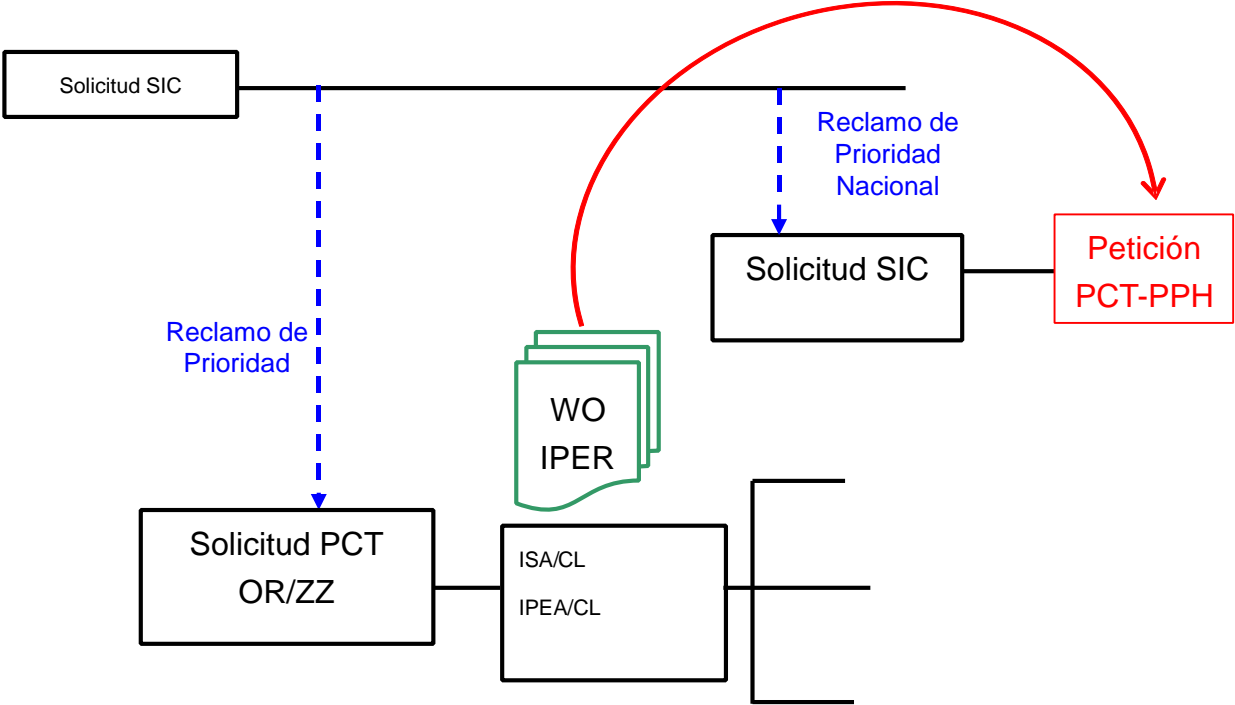 Solicitud SIC
Reclamo de
Prioridad
Nacional
Solicitud SIC
Petición
PCT-PPH
Reclamo de
Prioridad
WO
IPER
Solicitud PCT
OR/ZZ
ISA/CL
IPEA/CL